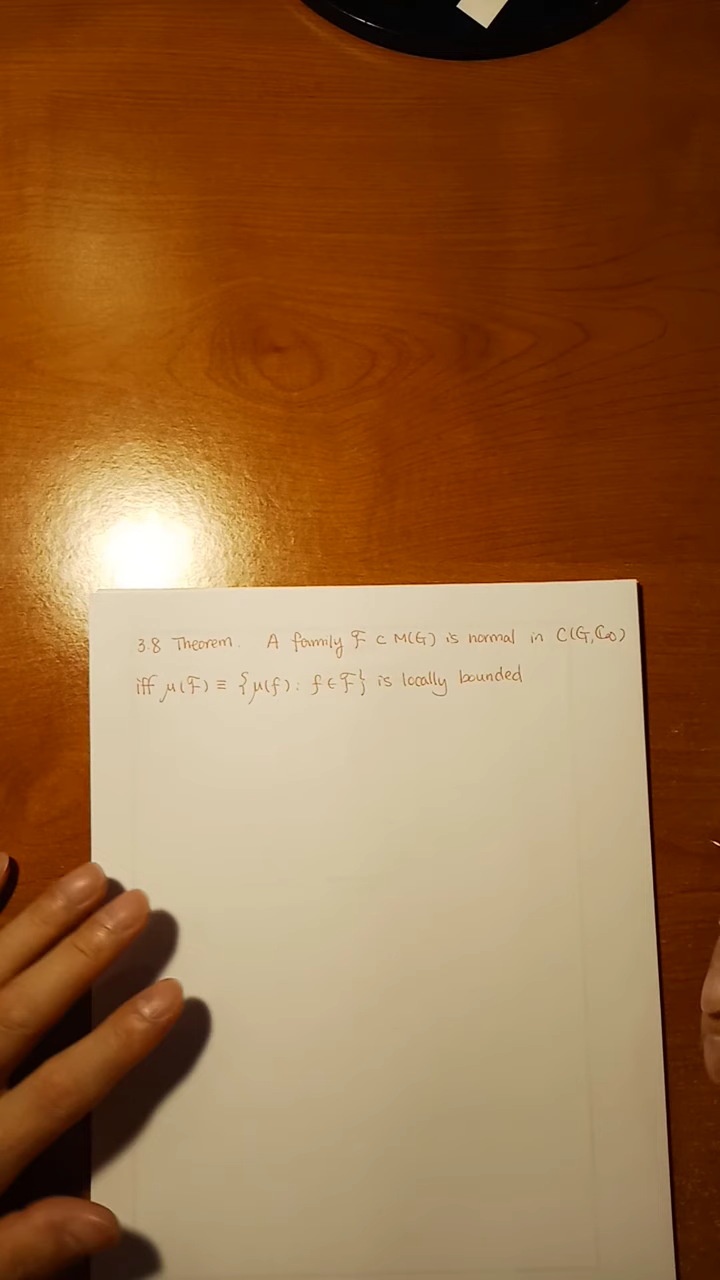 3.8 Theorem. A family ℱ ⊂ M(G) is normal in C(G, ℂ∞)
iff μ(ℱ) ≡ {μ(f) : f ∈ ℱ} is locally bounded